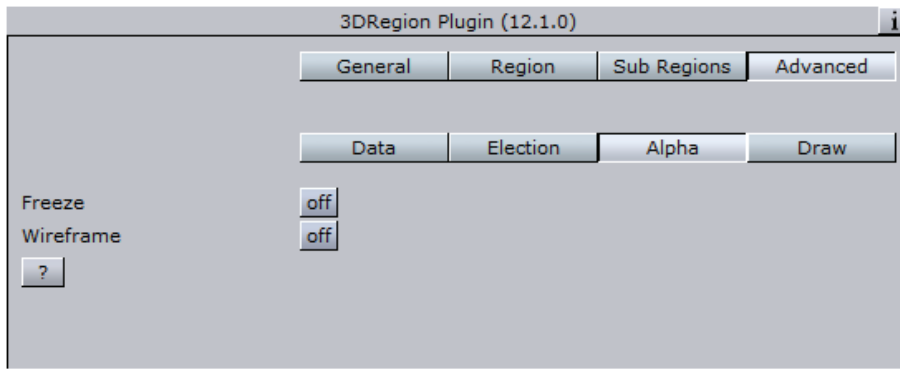 3DRegion Plugin (12.1.0) i
General Region Sub Regions Advanced
Data Election Alpha Draw
Freeze off
Wireframe off
?